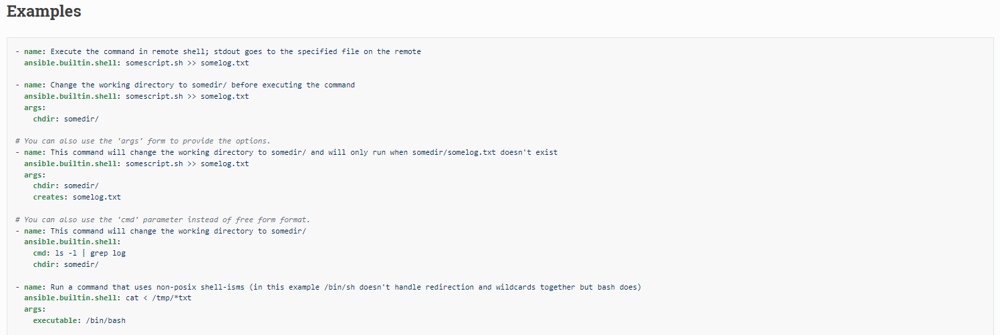 Examples
- name: Execute the command in remote shell; stdout goes to the specified file on the remote
  ansible.builtin.shell: somescript.sh >> somelog.txt
- name: Change the working directory to somedir/ before executing the command
  ansible.builtin.shell: somescript.sh >> somelog.txt
  args:
    chdir: somedir/
# You can also use the 'args' form to provide the options.
- name: This command will change the working directory to somedir/ and will only run when somedir/somelog.txt doesn't exist
  ansible.builtin.shell: somescript.sh >> somelog.txt
  args:
    chdir: somedir/
    creates: somelog.txt
# You can also use the 'cmd' parameter instead of free form format.
- name: This command will change the working directory to somedir/
  ansible.builtin.shell:
    cmd: ls -l | grep log
    chdir: somedir/
- name: Run a command that uses non-posix shell-isms (in this example /bin/sh doesn't handle redirection and wildcards together but bash does)
  ansible.builtin.shell: cat < /tmp/*txt
  args:
    executable: /bin/bash